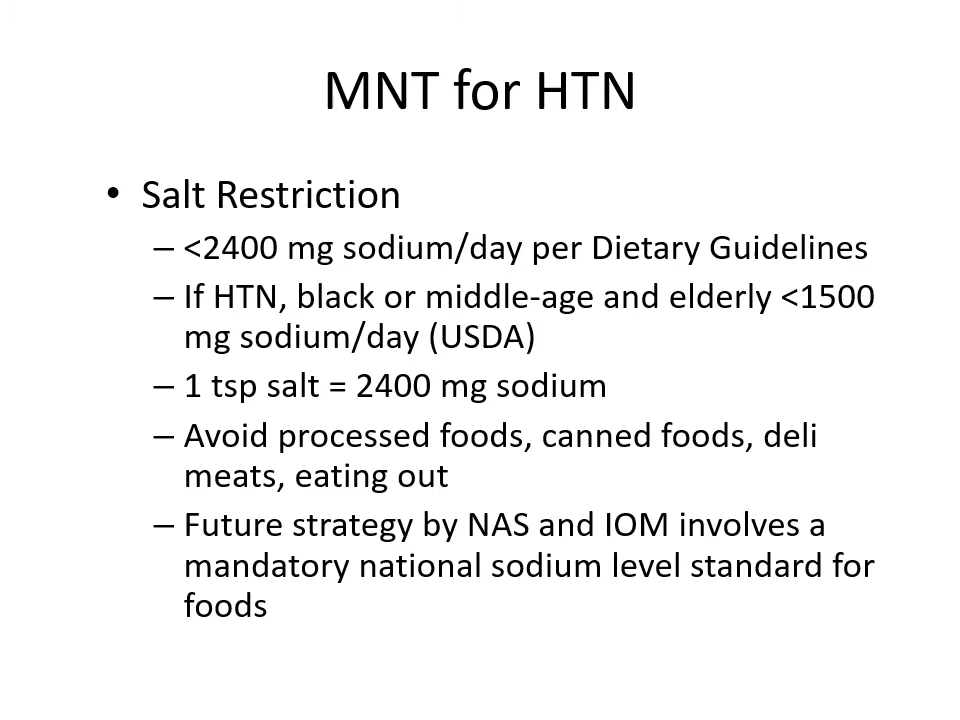 MNT for HTN
• Salt Restriction
– <2400 mg sodium/day per Dietary Guidelines
– If HTN, black or middle-age and elderly <1500
mg sodium/day (USDA)
– 1 tsp salt = 2400 mg sodium
– Avoid processed foods, canned foods, deli
meats, eating out
– Future strategy by NAS and IOM involves a
mandatory national sodium level standard for
foods